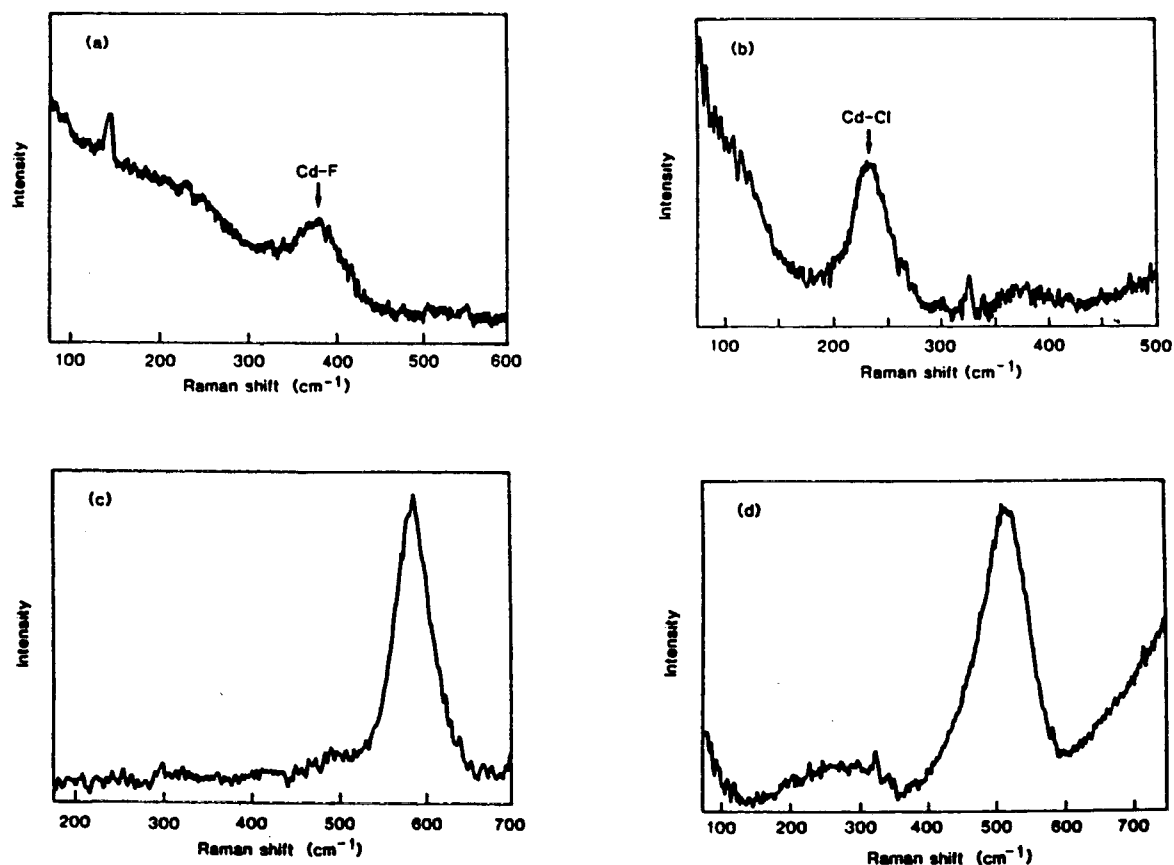 (a)
Cd-F
Intensity
100 200 300 400 500 600
Raman shift (cm⁻¹)
(b)
Cd-Cl
Intensity
100 200 300 400 500
Raman shift (cm⁻¹)
(c)
Intensity
200 300 400 500 600 700
Raman shift (cm⁻¹)
(d)
Intensity
100 200 300 400 500 600 700
Raman shift (cm⁻¹)